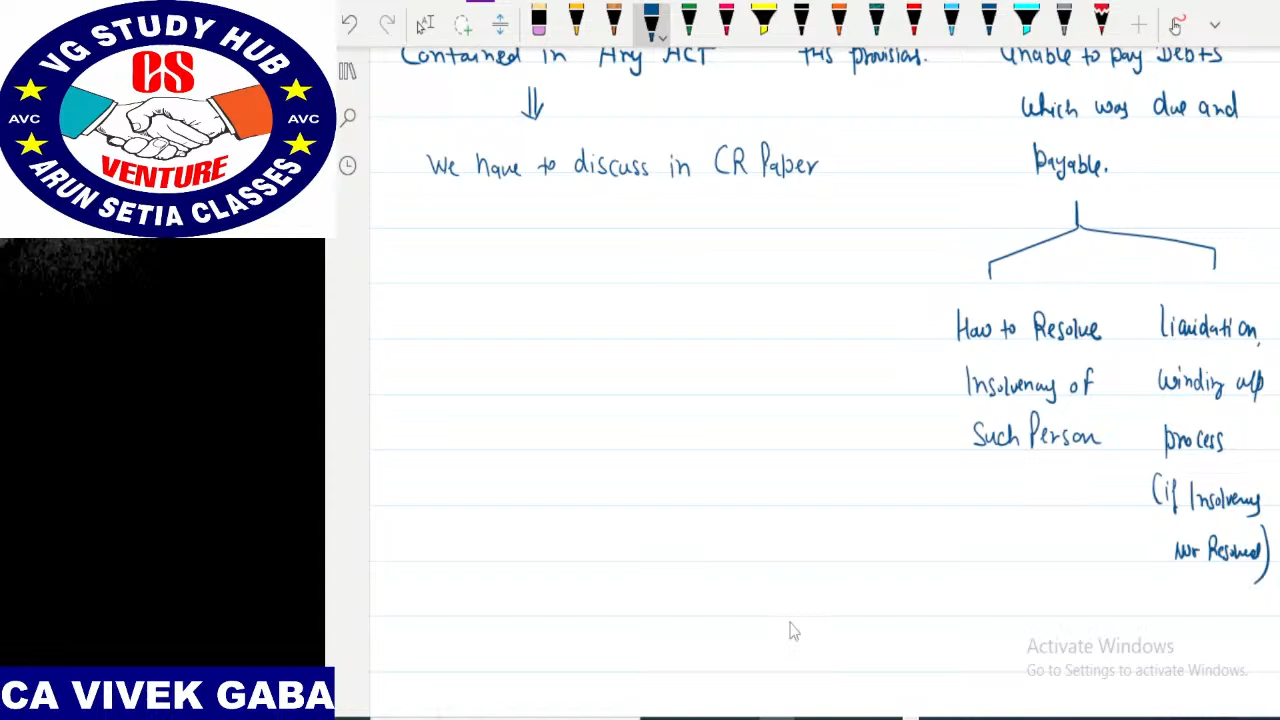 VG STUDY HUB
CS
AVC
AVC
VENTURE
ARUN SETIA CLASSES
Contained in Any ACT
provision.
Unable to pay Debts
⇓
which was due and
payable.
We have to discuss in CR Paper
How to Resolve
Insolvency of
Such Person
Liquidation,
winding up
process
(if Insolvency
not Resolved)
Activate Windows
Go to Settings to activate Windows.
CA VIVEK GABA